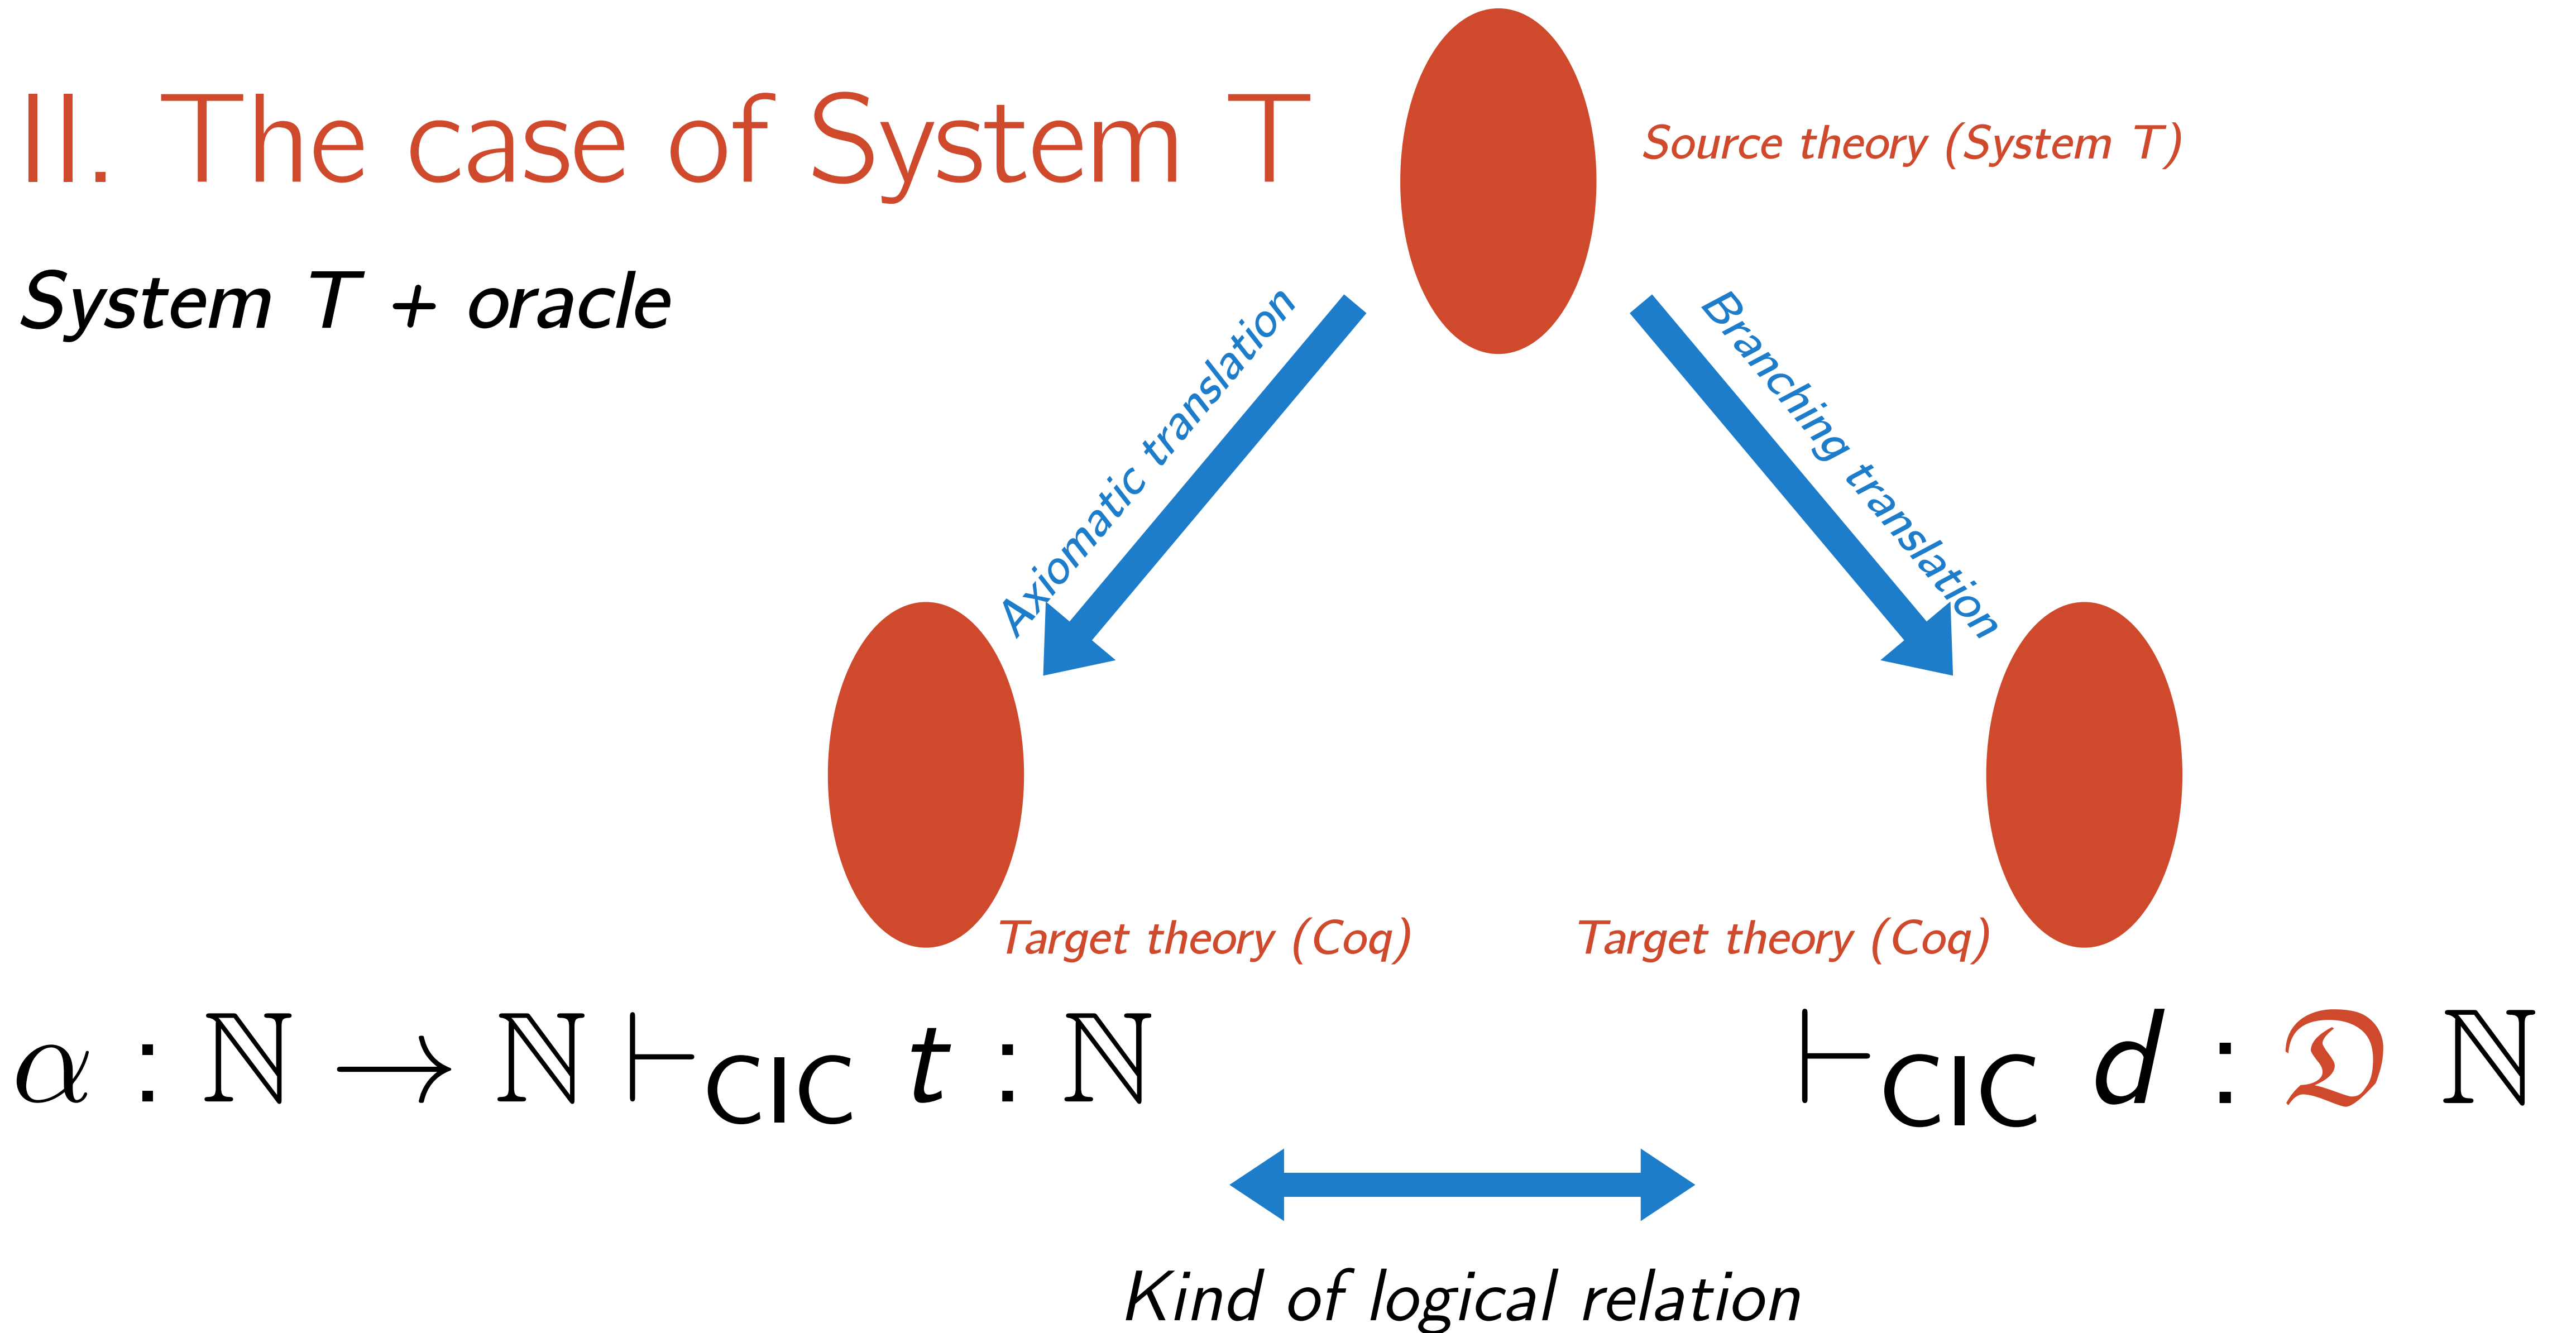 II. The case of System T
Source theory (System T)
System T + oracle
Axiomatic translation
Branching translation
Target theory (Coq)
Target theory (Coq)
α : ℕ → ℕ ⊢CIC t : ℕ
⊢CIC d : 𝔇 ℕ
Kind of logical relation